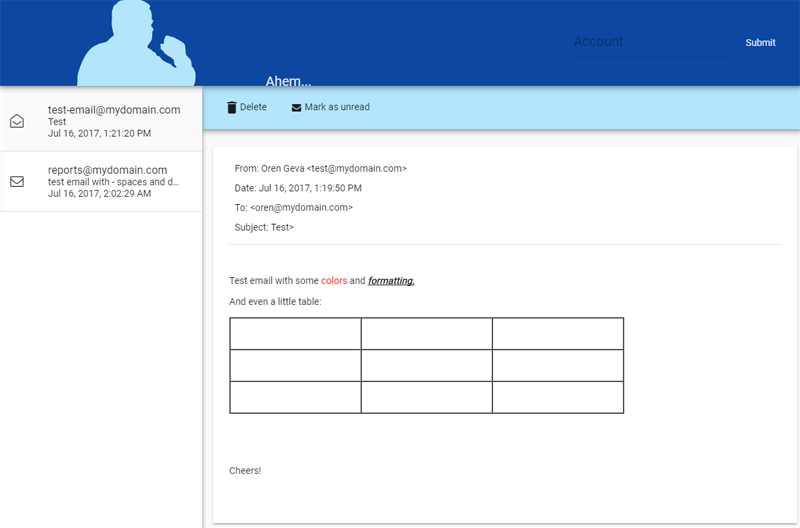 Account
Submit
Ahem...
test-email@mydomain.com
Test
Jul 16, 2017, 1:21:20 PM
reports@mydomain.com
test email with - spaces and d...
Jul 16, 2017, 2:02:29 AM
Delete
Mark as unread
From: Oren Geva <test@mydomain.com>
Date: Jul 16, 2017, 1:19:50 PM
To: <oren@mydomain.com>
Subject: Test>
Test email with some colors and formatting.
And even a little table:
Cheers!